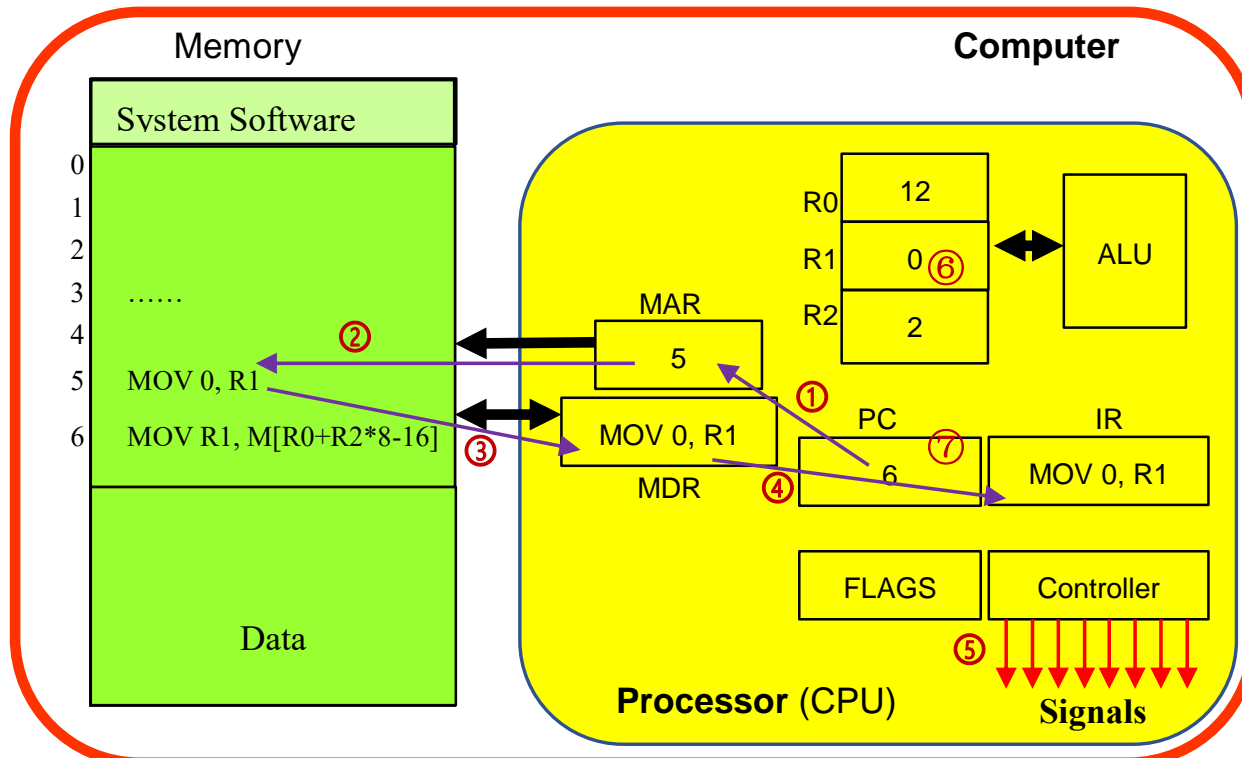 Memory
Computer
System Software
0
1
2
3 ......
4
5 MOV 0, R1
6 MOV R1, M[R0+R2*8-16]
Data
R0 12
R1 0 ⑥
R2 2
ALU
MAR
② 5
①
③ MOV 0, R1
MDR
④
PC ⑦
6
IR
MOV 0, R1
FLAGS
Controller
⑤
Signals
Processor (CPU)